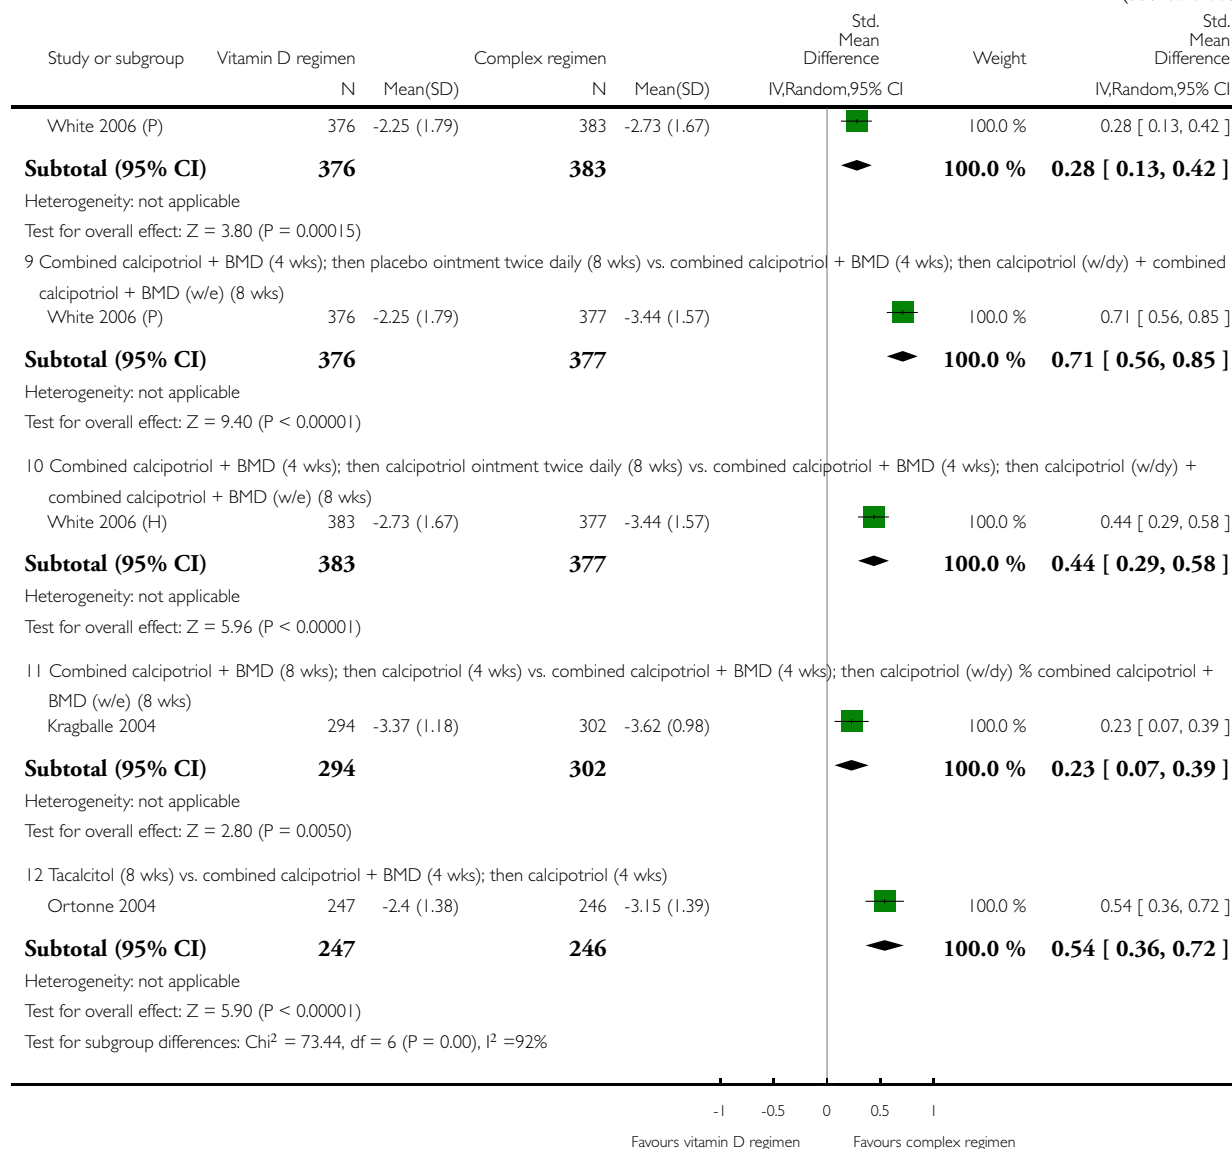 Std. Mean Difference Std. Mean Difference
Study or subgroup Vitamin D regimen Complex regimen Weight
N Mean(SD) N Mean(SD) IV,Random,95% CI IV,Random,95% CI
White 2006 (P) 376 -2.25 (1.79) 383 -2.73 (1.67) 100.0 % 0.28 [ 0.13, 0.42 ]
Subtotal (95% CI) 376 383 100.0 % 0.28 [ 0.13, 0.42 ]
Heterogeneity: not applicable
Test for overall effect: Z = 3.80 (P = 0.00015)
9 Combined calcipotriol + BMD (4 wks); then placebo ointment twice daily (8 wks) vs. combined calcipotriol + BMD (4 wks); then calcipotriol (w/dy) + combined
calcipotriol + BMD (w/e) (8 wks)
White 2006 (P) 376 -2.25 (1.79) 377 -3.44 (1.57) 100.0 % 0.71 [ 0.56, 0.85 ]
Subtotal (95% CI) 376 377 100.0 % 0.71 [ 0.56, 0.85 ]
Heterogeneity: not applicable
Test for overall effect: Z = 9.40 (P < 0.00001)
10 Combined calcipotriol + BMD (4 wks); then calcipotriol ointment twice daily (8 wks) vs. combined calcipotriol + BMD (4 wks); then calcipotriol (w/dy) +
combined calcipotriol + BMD (w/e) (8 wks)
White 2006 (H) 383 -2.73 (1.67) 377 -3.44 (1.57) 100.0 % 0.44 [ 0.29, 0.58 ]
Subtotal (95% CI) 383 377 100.0 % 0.44 [ 0.29, 0.58 ]
Heterogeneity: not applicable
Test for overall effect: Z = 5.96 (P < 0.00001)
11 Combined calcipotriol + BMD (8 wks); then calcipotriol (4 wks) vs. combined calcipotriol + BMD (4 wks); then calcipotriol (w/dy) % combined calcipotriol +
BMD (w/e) (8 wks)
Kragballe 2004 294 -3.37 (1.18) 302 -3.62 (0.98) 100.0 % 0.23 [ 0.07, 0.39 ]
Subtotal (95% CI) 294 302 100.0 % 0.23 [ 0.07, 0.39 ]
Heterogeneity: not applicable
Test for overall effect: Z = 2.80 (P = 0.0050)
12 Tacalcitol (8 wks) vs. combined calcipotriol + BMD (4 wks); then calcipotriol (4 wks)
Ortonne 2004 247 -2.4 (1.38) 246 -3.15 (1.39) 100.0 % 0.54 [ 0.36, 0.72 ]
Subtotal (95% CI) 247 246 100.0 % 0.54 [ 0.36, 0.72 ]
Heterogeneity: not applicable
Test for overall effect: Z = 5.90 (P < 0.00001)
Test for subgroup differences: Chi² = 73.44, df = 6 (P = 0.00), I² =92%
-1 -0.5 0 0.5 1
Favours vitamin D regimen Favours complex regimen